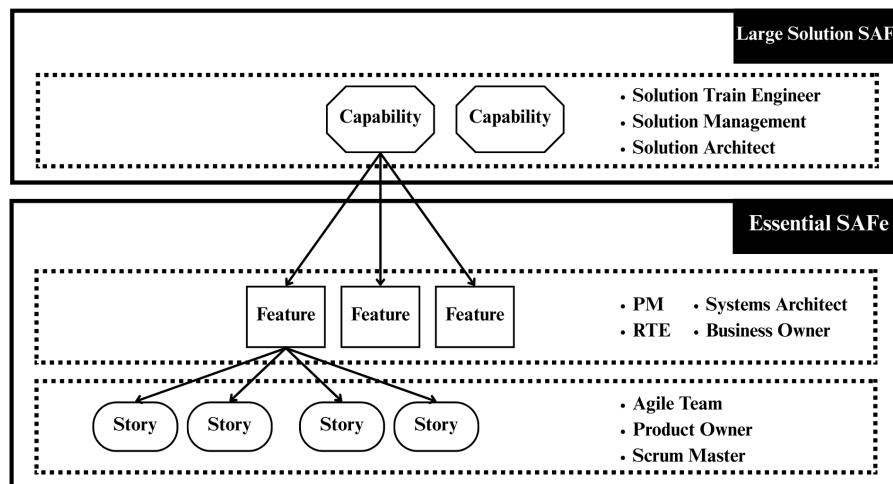 Large Solution SAF
Capability
Capability
• Solution Train Engineer
• Solution Management
• Solution Architect
Essential SAFe
Feature
Feature
Feature
• PM • Systems Architect
• RTE • Business Owner
Story
Story
Story
Story
• Agile Team
• Product Owner
• Scrum Master